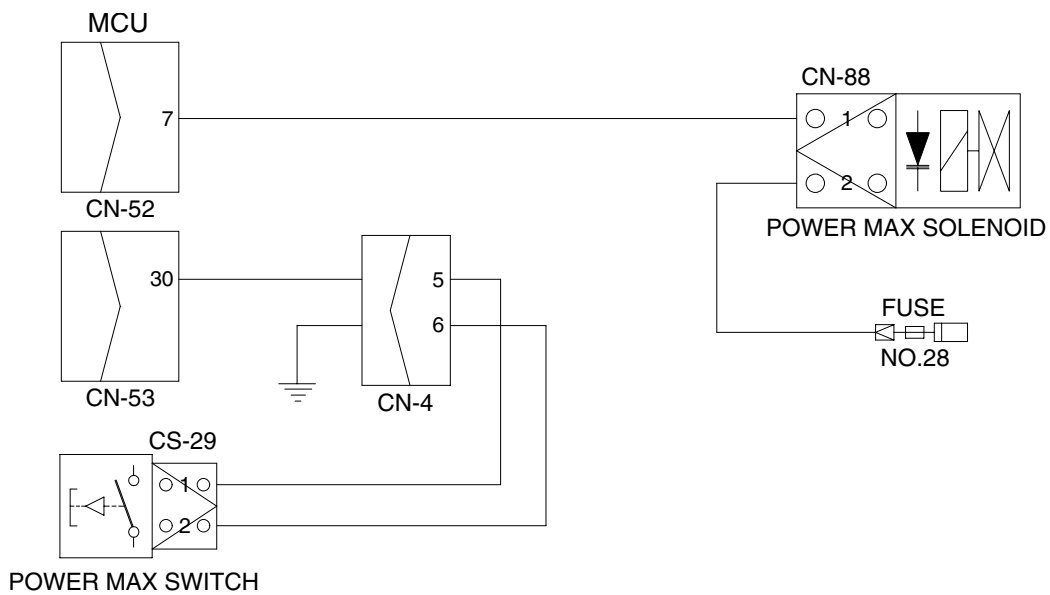 MCU
7
CN-52
CN-88
1
2
POWER MAX SOLENOID
30
CN-53
5
6
CN-4
FUSE
NO.28
CS-29
1
2
POWER MAX SWITCH